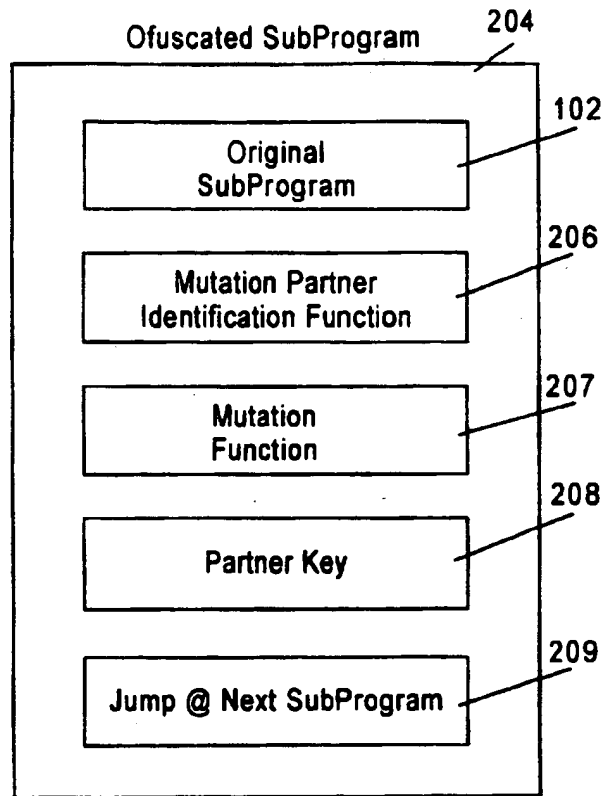 Ofuscated SubProgram
204
Original
SubProgram
102
Mutation Partner
Identification Function
206
Mutation
Function
207
Partner Key
208
Jump @ Next SubProgram
209